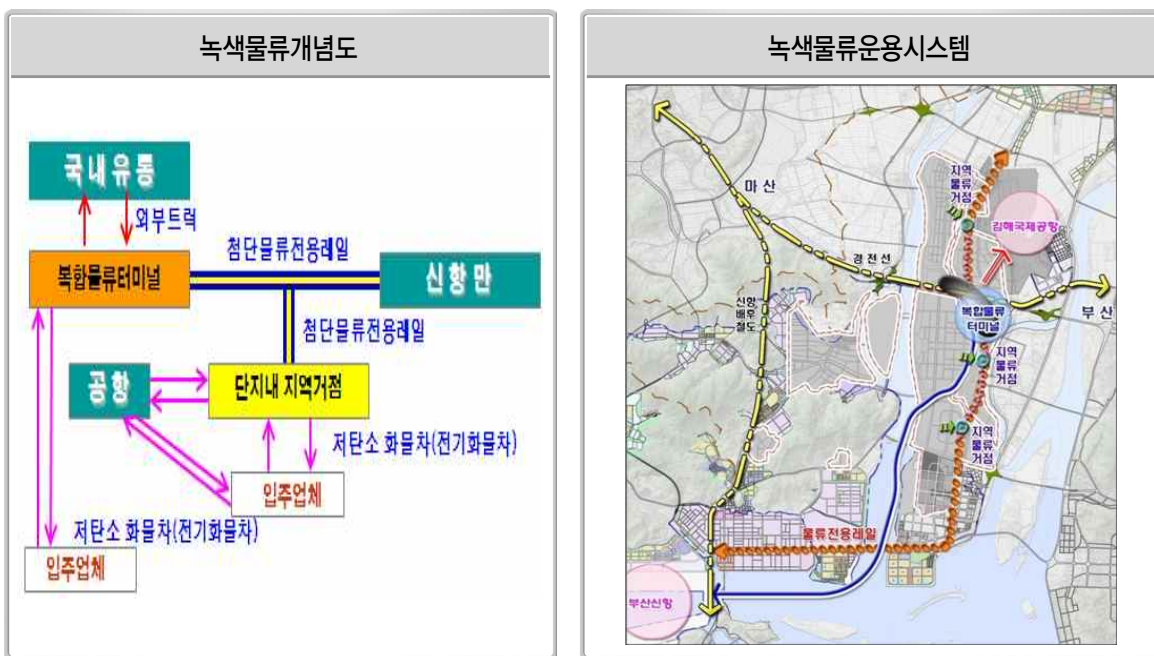 녹색물류개념도
국내유통
외부트럭
첨단물류전용레일
복합물류터미널
신항만
첨단물류전용레일
공항
단지내 지역거점
저탄소 화물차(전기화물차)
입주업체
저탄소 화물차(전기화물차)
입주업체
녹색물류운용시스템
지역
물류
거점
마산
김해국제공항
경전선
신항
배후
철도
복합물류
터미널
부산
지역
물류
거점
지역
물류
거점
물류전용레일
부산신항